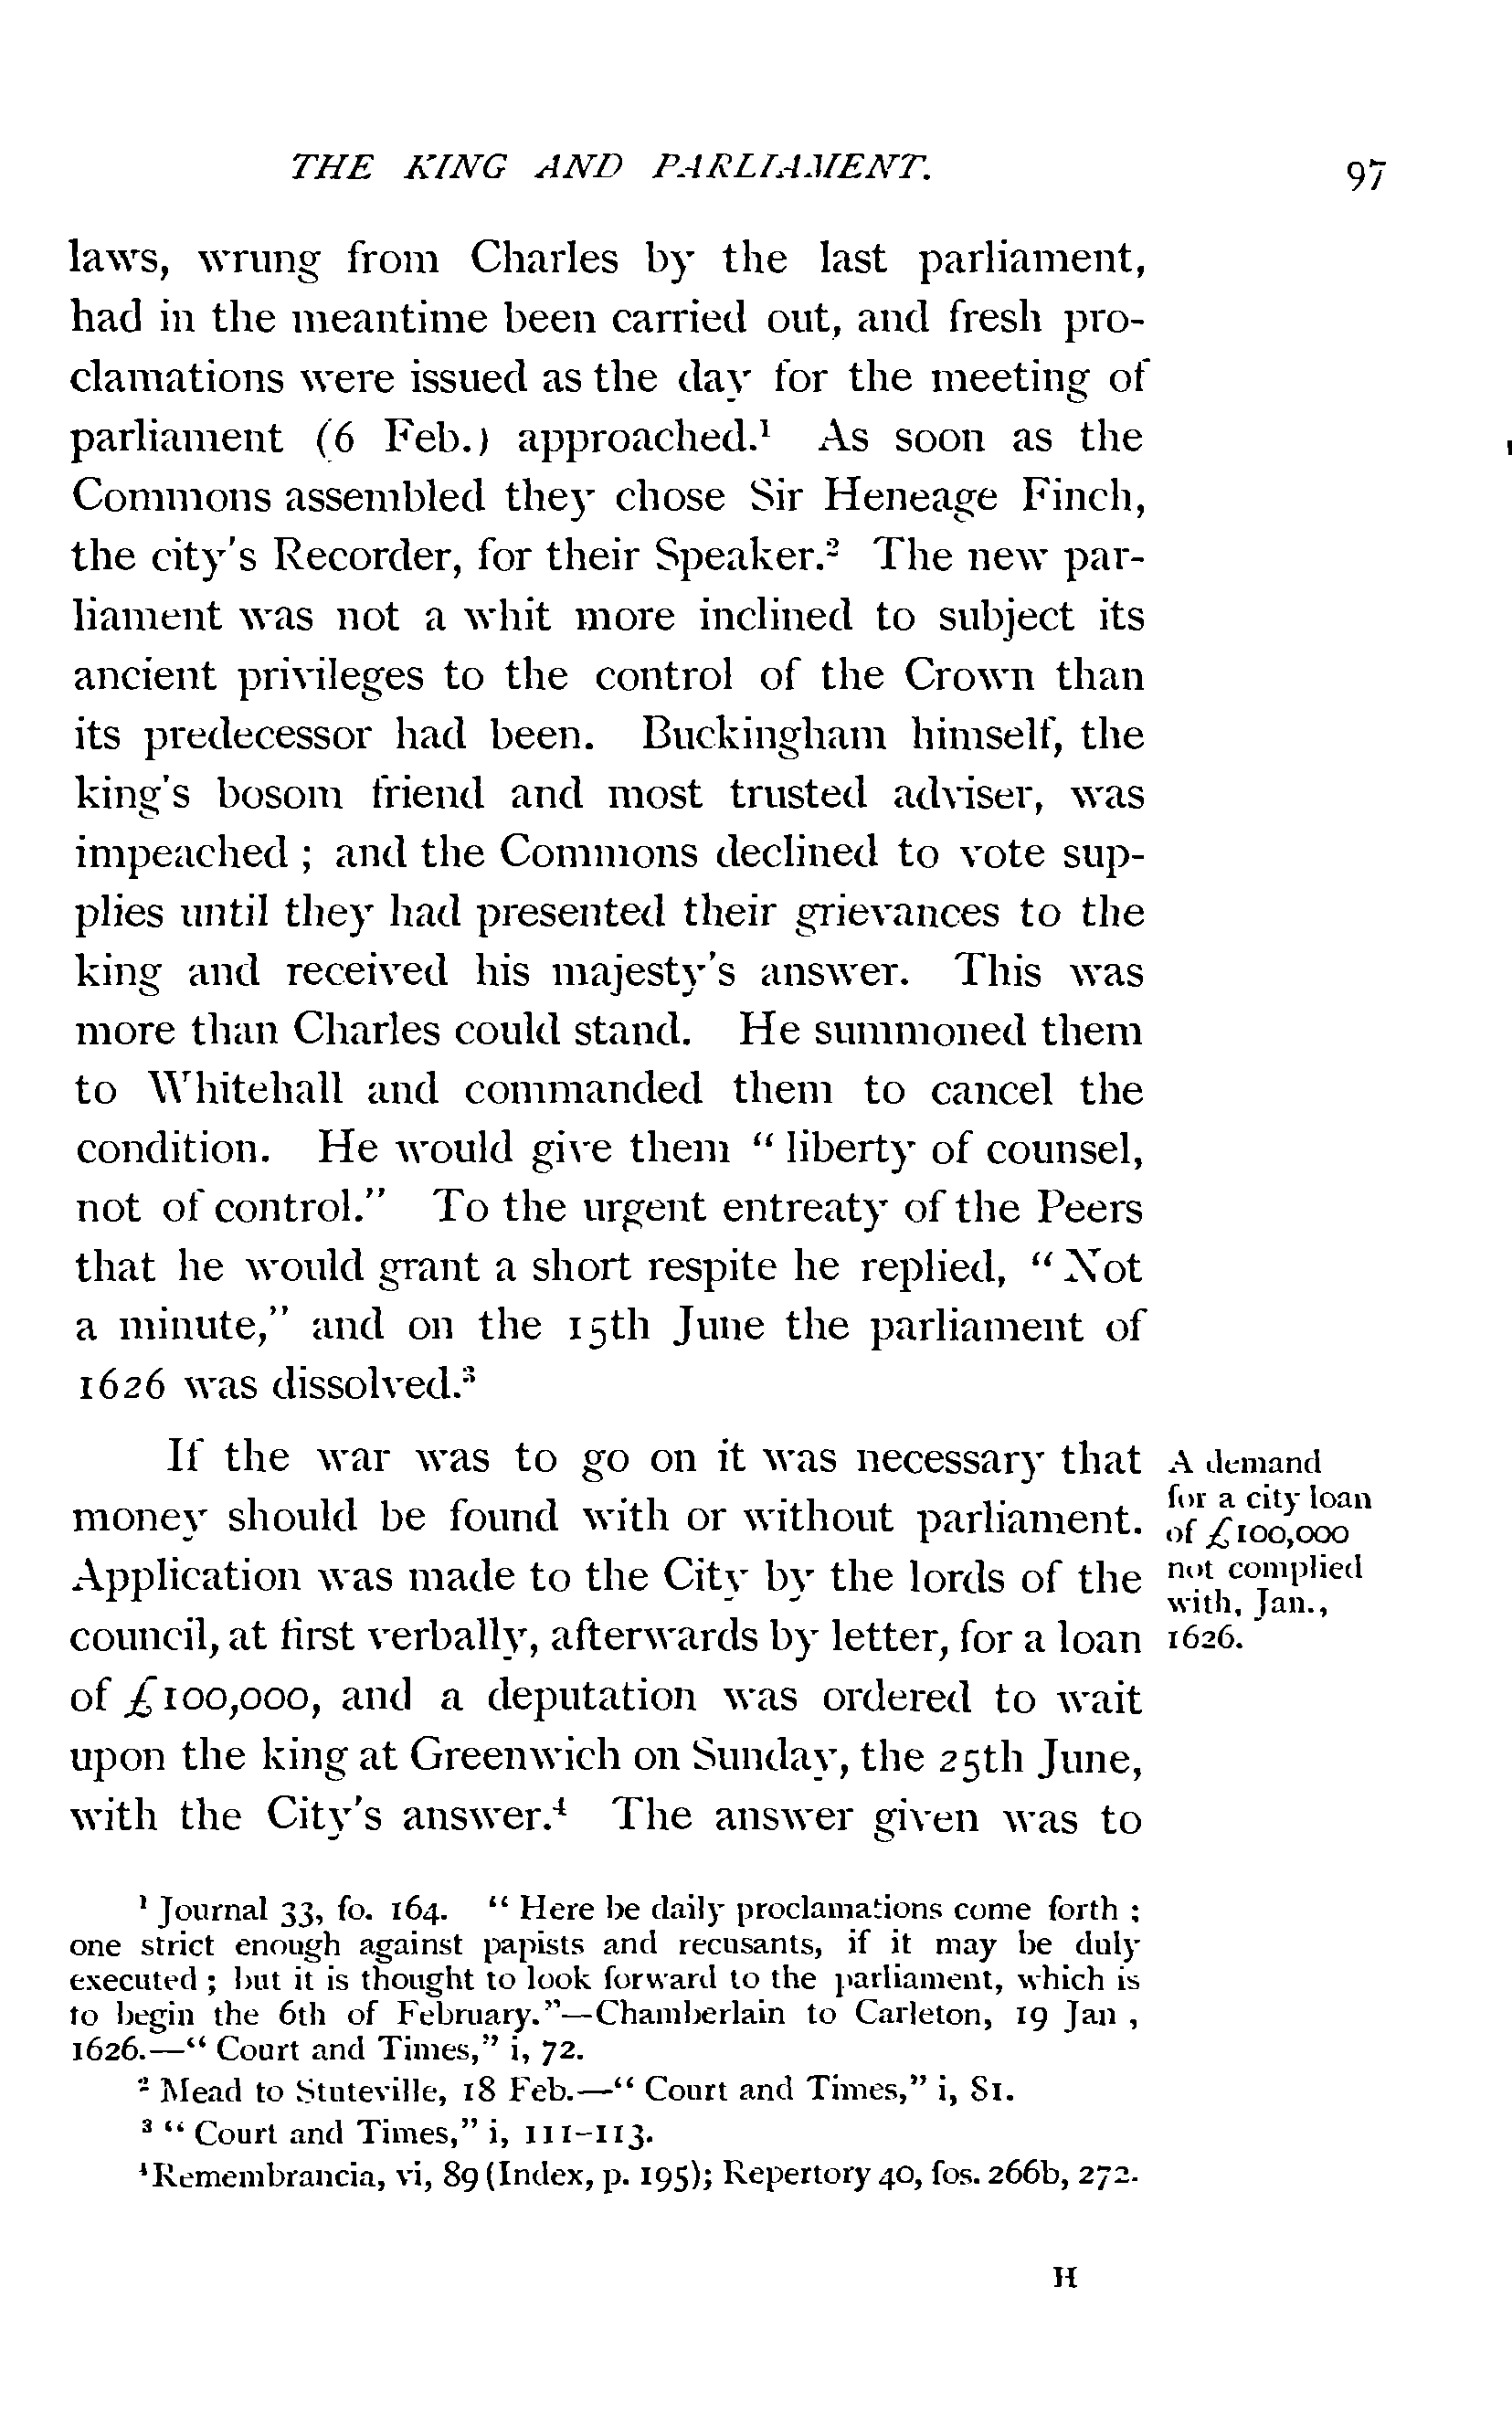 THE KING AND PARLIAMENT. 97
laws, wrung from Charles by the last parliament,
had in the meantime been carried out, and fresh pro-
clamations were issued as the day for the meeting of
parliament (6 Feb.) approached.¹ As soon as the
Commons assembled they chose Sir Heneage Finch,
the city's Recorder, for their Speaker.² The new par-
liament was not a whit more inclined to subject its
ancient privileges to the control of the Crown than
its predecessor had been. Buckingham himself, the
king's bosom friend and most trusted adviser, was
impeached ; and the Commons declined to vote sup-
plies until they had presented their grievances to the
king and received his majesty's answer. This was
more than Charles could stand. He summoned them
to Whitehall and commanded them to cancel the
condition. He would give them " liberty of counsel,
not of control." To the urgent entreaty of the Peers
that he would grant a short respite he replied, " Not
a minute," and on the 15th June the parliament of
1626 was dissolved.³
If the war was to go on it was necessary that
money should be found with or without parliament.
Application was made to the City by the lords of the
council, at first verbally, afterwards by letter, for a loan
of £100,000, and a deputation was ordered to wait
upon the king at Greenwich on Sunday, the 25th June,
with the City's answer.⁴ The answer given was to
A demand
for a city loan
of £100,000
not complied
with, Jan.,
1626.
¹ Journal 33, fo. 164. " Here be daily proclamations come forth ;
one strict enough against papists and recusants, if it may be duly
executed ; but it is thought to look forward to the parliament, which is
to begin the 6th of February."—Chamberlain to Carleton, 19 Jan ,
1626.—" Court and Times," i, 72.
² Mead to Stuteville, 18 Feb.—" Court and Times," i, 81.
³ " Court and Times," i, 111–113.
⁴Remembrancia, vi, 89 (Index, p. 195); Repertory 40, fos. 266b, 272.
H